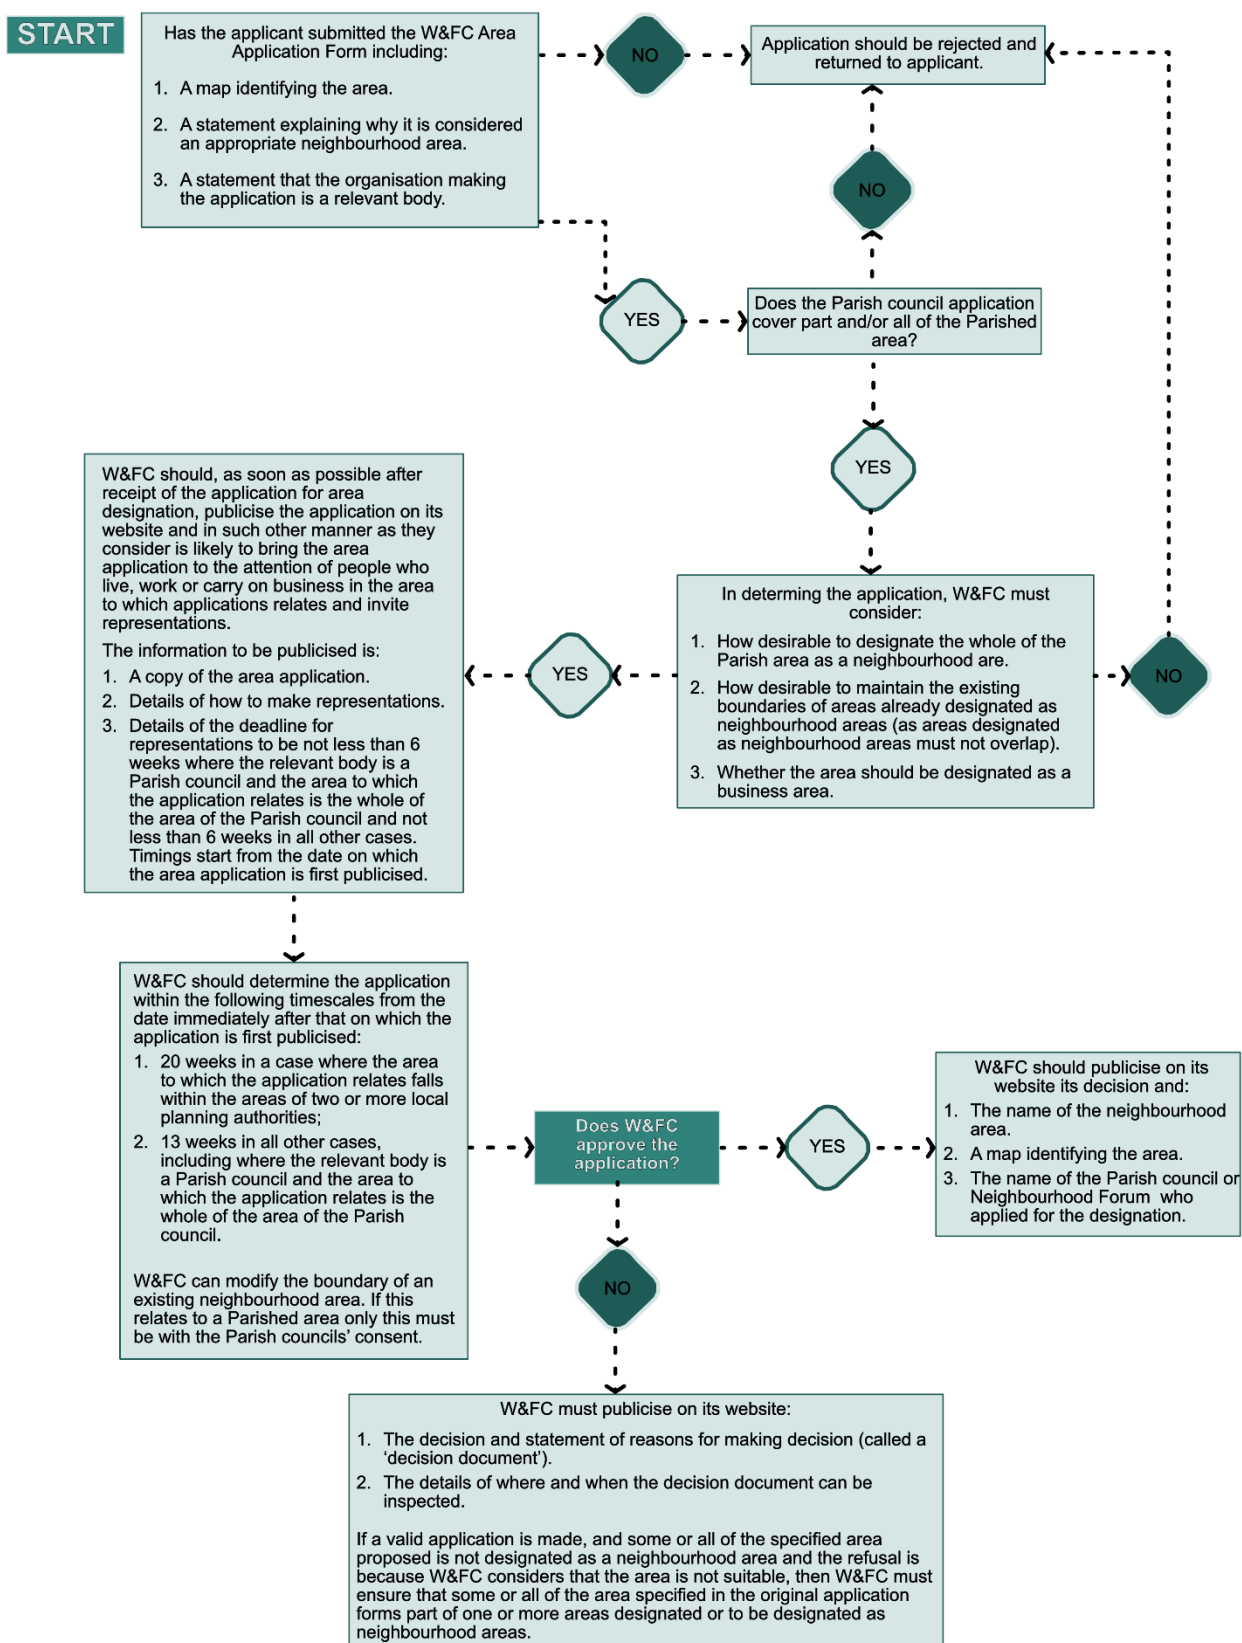 START
Has the applicant submitted the W&FC Area
Application Form including:
1. A map identifying the area.
2. A statement explaining why it is considered
an appropriate neighbourhood area.
3. A statement that the organisation making
the application is a relevant body.
NO
Application should be rejected and
returned to applicant.
NO
YES
Does the Parish council application
cover part and/or all of the Parished
area?
YES
In determing the application, W&FC must
consider:
1. How desirable to designate the whole of the
Parish area as a neighbourhood are.
2. How desirable to maintain the existing
boundaries of areas already designated as
neighbourhood areas (as areas designated
as neighbourhood areas must not overlap).
3. Whether the area should be designated as a
business area.
NO
YES
W&FC should, as soon as possible after
receipt of the application for area
designation, publicise the application on its
website and in such other manner as they
consider is likely to bring the area
application to the attention of people who
live, work or carry on business in the area
to which applications relates and invite
representations.
The information to be publicised is:
1. A copy of the area application.
2. Details of how to make representations.
3. Details of the deadline for
representations to be not less than 6
weeks where the relevant body is a
Parish council and the area to which
the application relates is the whole of
the area of the Parish council and not
less than 6 weeks in all other cases.
Timings start from the date on which
the area application is first publicised.
W&FC should determine the application
within the following timescales from the
date immediately after that on which the
application is first publicised:
1. 20 weeks in a case where the area
to which the application relates falls
within the areas of two or more local
planning authorities;
2. 13 weeks in all other cases,
including where the relevant body is
a Parish council and the area to
which the application relates is the
whole of the area of the Parish
council.
W&FC can modify the boundary of an
existing neighbourhood area. If this
relates to a Parished area only this must
be with the Parish councils’ consent.
Does W&FC
approve the
application?
YES
W&FC should publicise on its
website its decision and:
1. The name of the neighbourhood
area.
2. A map identifying the area.
3. The name of the Parish council or
Neighbourhood Forum who
applied for the designation.
NO
W&FC must publicise on its website:
1. The decision and statement of reasons for making decision (called a
‘decision document’).
2. The details of where and when the decision document can be
inspected.
If a valid application is made, and some or all of the specified area
proposed is not designated as a neighbourhood area and the refusal is
because W&FC considers that the area is not suitable, then W&FC must
ensure that some or all of the area specified in the original application
forms part of one or more areas designated or to be designated as
neighbourhood areas.